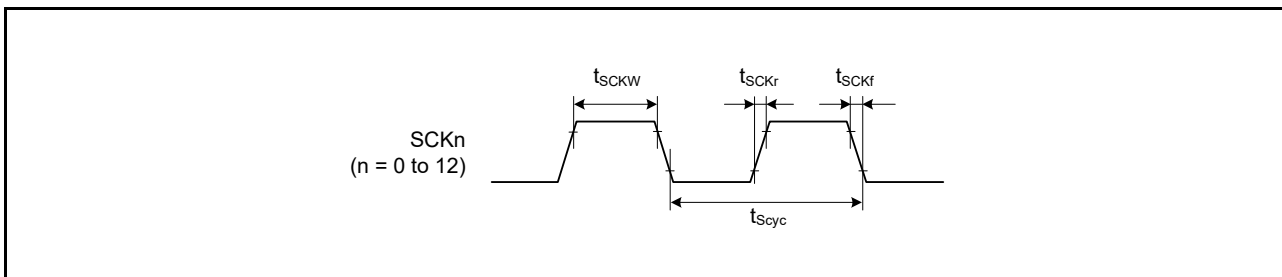 tSCKW
tSCKr
tSCKf
SCKn
(n = 0 to 12)
tScyc